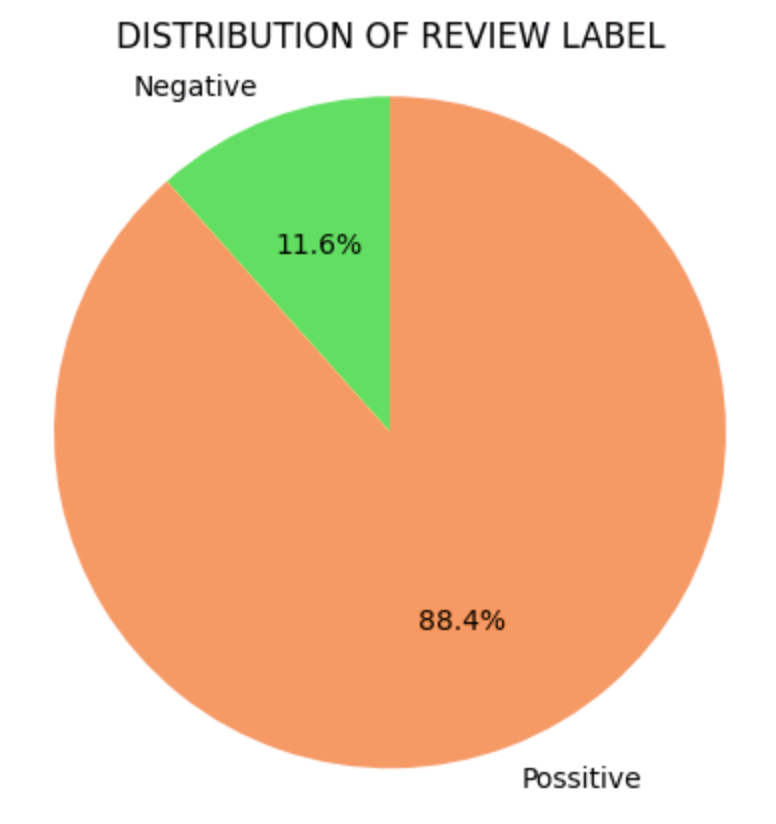 DISTRIBUTION OF REVIEW LABEL
Negative
11.6%
88.4%
Possitive